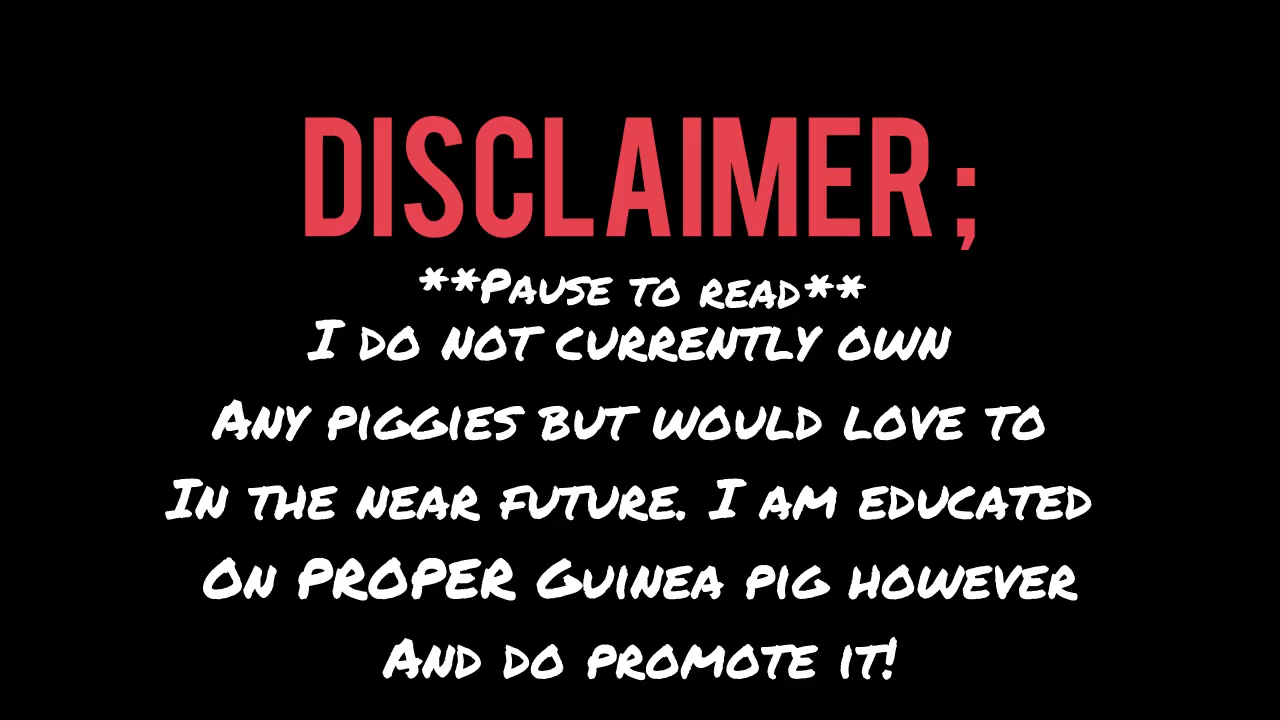 DISCLAIMER;
**Pause to read**
I do not currently own
Any piggies but would love to
In the near future. I am educated
On PROPER Guinea pig however
And do promote it!